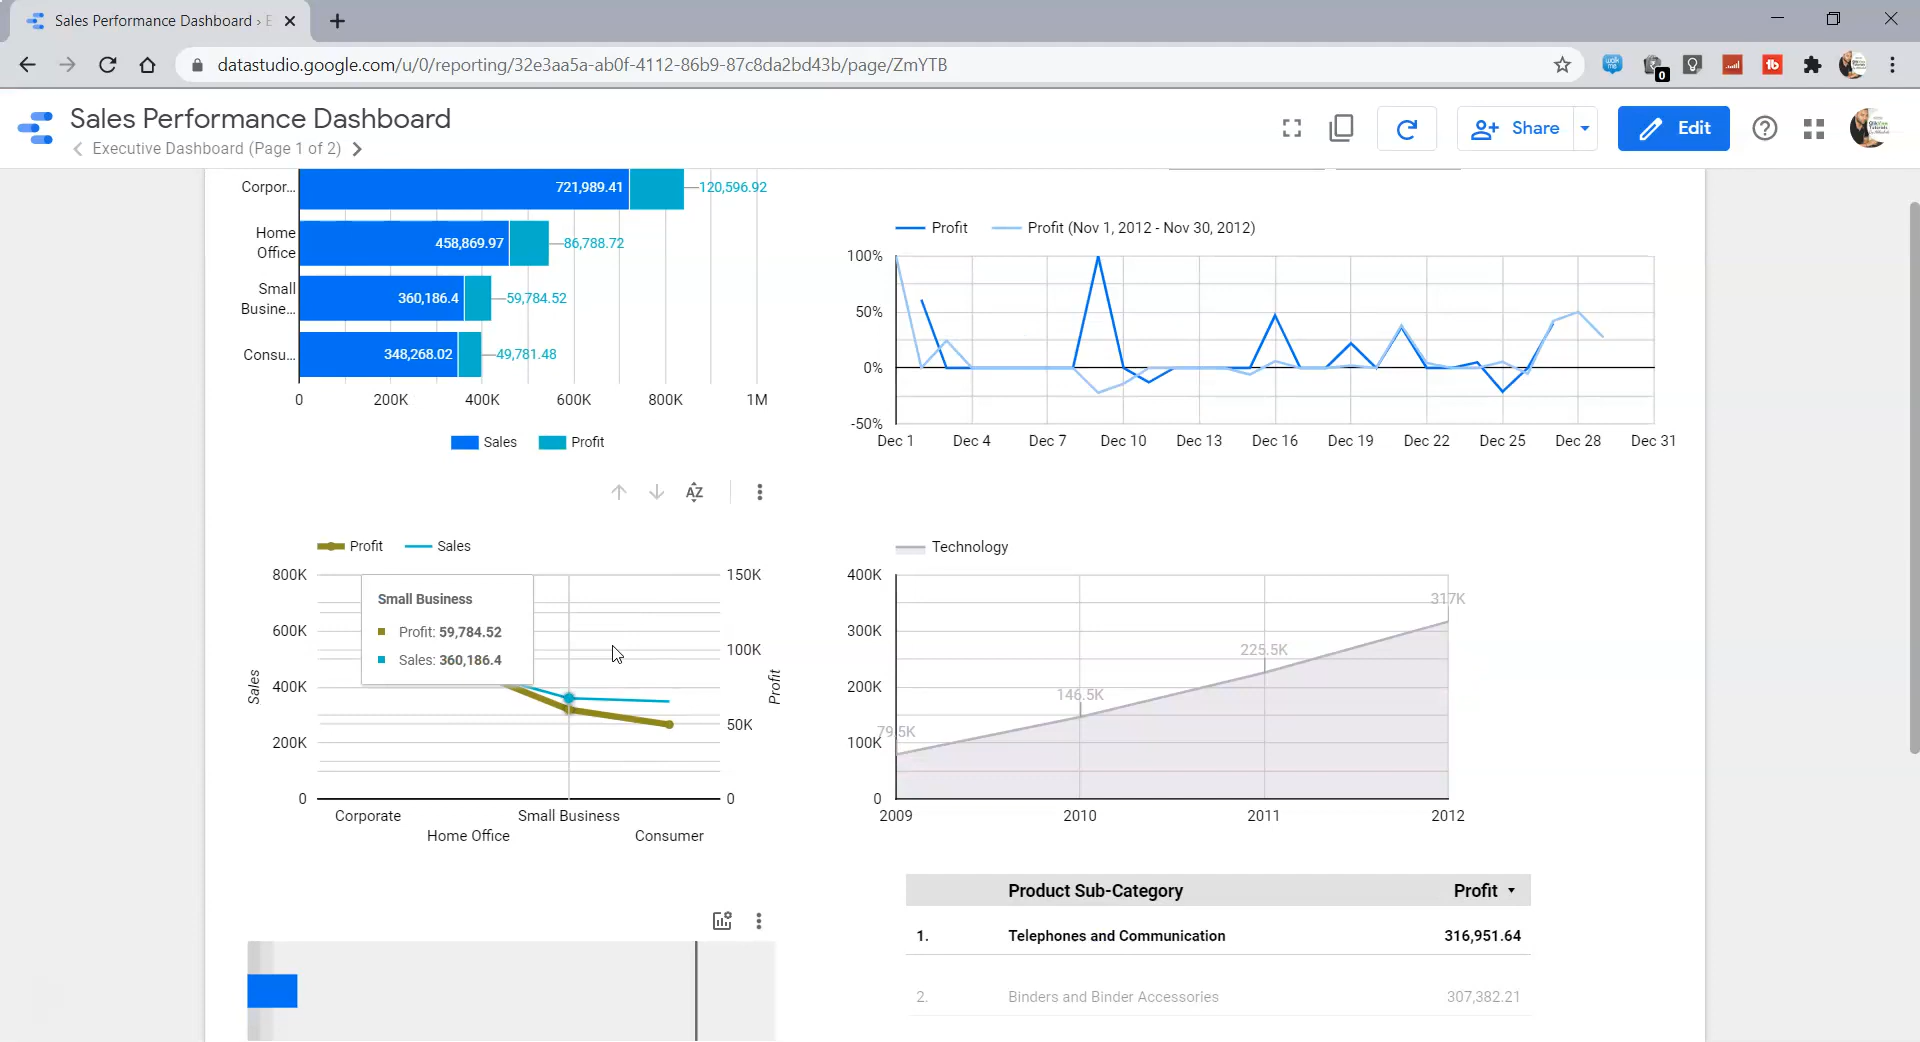 Sales Performance Dashboard › E
datastudio.google.com/u/0/reporting/32e3aa5a-ab0f-4112-86b9-87c8da2bd43b/page/ZmYTB
0
Sales Performance Dashboard
Executive Dashboard (Page 1 of 2)
Share
Edit
Corpor...
721,989.41
120,596.92
Home
Office
458,869.97
86,788.72
Small
Busine...
360,186.4
59,784.52
Consu...
348,268.02
49,781.48
0 200K 400K 600K 800K 1M
Sales Profit
Profit Profit (Nov 1, 2012 - Nov 30, 2012)
100%
50%
0%
-50%
Dec 1 Dec 4 Dec 7 Dec 10 Dec 13 Dec 16 Dec 19 Dec 22 Dec 25 Dec 28 Dec 31
AZ
Profit Sales
800K
600K
400K
200K
0
Sales
150K
100K
50K
0
Profit
Small Business
Profit: 59,784.52
Sales: 360,186.4
Corporate
Home Office
Small Business
Consumer
Technology
400K
300K
200K
100K
0
79.5K
146.5K
225.5K
317K
2009 2010 2011 2012
Product Sub-Category Profit
1. Telephones and Communication 316,951.64
2. Binders and Binder Accessories 307,382.21